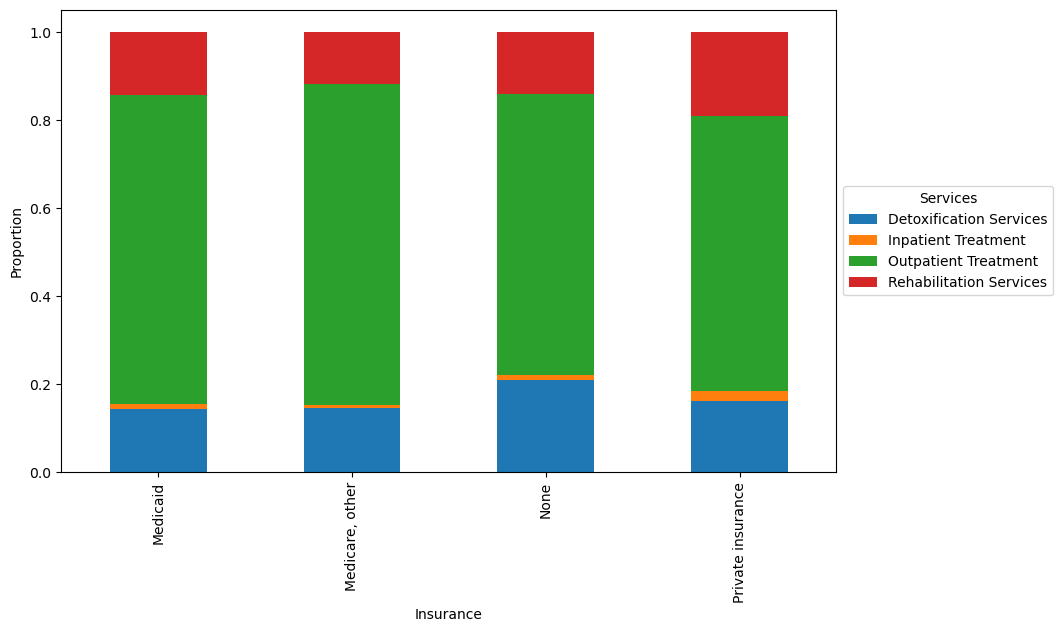 1.0
0.8
0.6
0.4
0.2
0.0
Proportion
Medicaid
Medicare, other
None
Private insurance
Insurance
Services
Detoxification Services
Inpatient Treatment
Outpatient Treatment
Rehabilitation Services